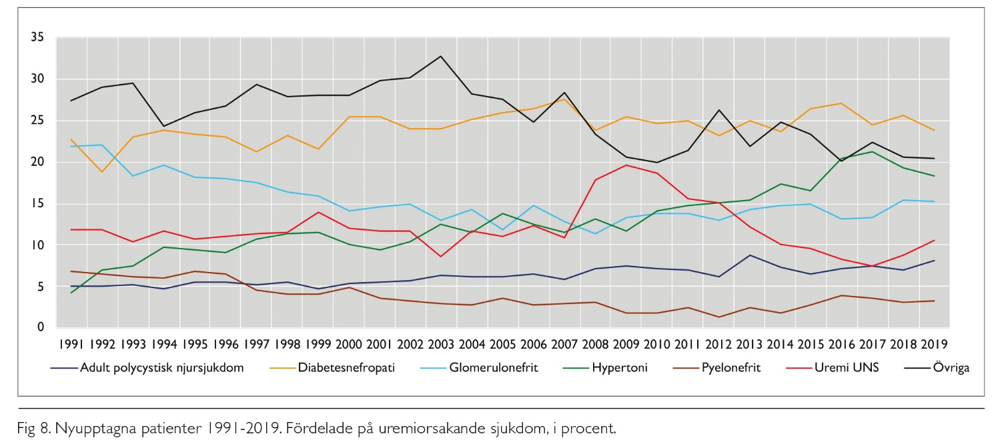 35
30
25
20
15
10
5
0
1991 1992 1993 1994 1995 1996 1997 1998 1999 2000 2001 2002 2003 2004 2005 2006 2007 2008 2009 2010 2011 2012 2013 2014 2015 2016 2017 2018 2019
Adult polycystisk njursjukdom Diabetesnefropati Glomerulonefrit Hypertoni Pyelonefrit Uremi UNS Övriga
Fig 8. Nyupptagna patienter 1991-2019. Fördelade på uremiorsakande sjukdom, i procent.